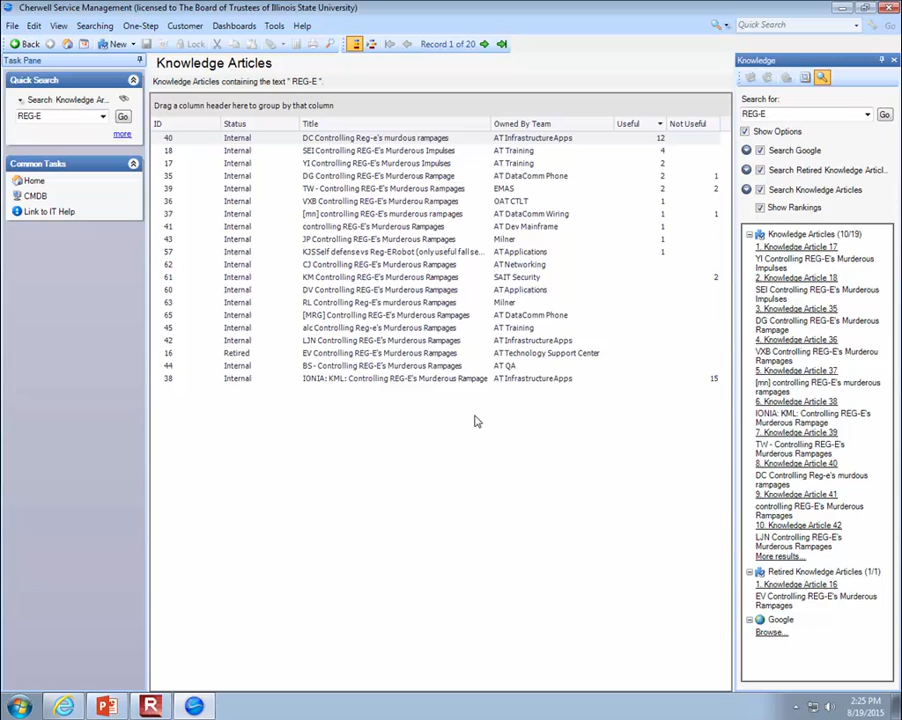 Cherwell Service Management (licensed to The Board of Trustees of Illinois State University)
File Edit View Searching One-Step Customer Dashboards Tools Help Quick Search Go
Back New Lock Record 1 of 20
Task Pane
Quick Search
Search Knowledge Ar...
REG-E Go
more
Common Tasks
Home
CMDB
Link to IT Help
Knowledge Articles
Knowledge Articles containing the text " REG-E ".
Drag a column header here to group by that column
ID Status Title Owned By Team Useful Not Useful
40 Internal DC Controlling Reg-e's murdous rampages AT InfrastructureApps 12
18 Internal SEI Controlling REG-E's Murderous Impulses AT Training 4
17 Internal YI Controlling REG-E's Murderous Impulses AT Training 2
35 Internal DG Controlling REG-E's Murderous Rampage AT DataComm Phone 2 1
39 Internal TW - Controlling REG-E's Murderous Rampages EMAS 2 2
36 Internal VXB Controlling REG-E's Murderou Rampages OAT CTLT 1
37 Internal [mn] Controlling REG-E's murderous rampages AT DataComm Wiring 1 1
41 Internal controlling REG-E's Murderous Rampages AT Dev Mainframe 1
43 Internal JP Controlling REG-E's Murderous Rampages Milner 1
57 Internal KJSSelf defense vs Reg-ERobot (only useful fall se... AT Applications 1
62 Internal CJ Controlling REG-E's Murderous Rampages AT Networking
61 Internal KM Controlling REG-E's Murderous Rampages SAIT Security 2
60 Internal DV Controlling REG-E's Murderous Rampages AT Applications
63 Internal RL Controlling REG-E's Murderous Rampages Milner
65 Internal [MRG] Controlling REG-E's Murderous Rampages AT DataComm Phone
45 Internal alc Controlling Reg-e's Murderous Rampages AT Training
42 Internal LJN Controlling REG-E's Murderous Rampages AT InfrastructureApps
16 Retired EV Controlling REG-E's Murderous Rampages AT Technology Support Center
44 Internal BS - Controlling REG-E's Murderous Rampages AT QA
38 Internal IONIA: KML: Controlling REG-E's Murderous Rampage AT InfrastructureApps 15
Knowledge
Search for:
REG-E Go
Show Options
Search Google
Search Retired Knowledge Articl...
Search Knowledge Articles
Show Rankings
Knowledge Articles (10/19)
1. Knowledge Article 17
YI Controlling REG-E's Murderous
Impulses
2. Knowledge Article 18
SEI Controlling REG-E's Murderous
Impulses
3. Knowledge Article 35
DG Controlling REG-E's Murderous
Rampage
4. Knowledge Article 36
VXB Controlling REG-E's Murderou
Rampages
5. Knowledge Article 37
[mn] controlling REG-E's murderous
rampages
6. Knowledge Article 38
IONIA: KML: Controlling REG-E's
Murderous Rampage
7. Knowledge Article 39
TW - Controlling REG-E's Murderous
Rampages
8. Knowledge Article 40
DC Controlling Reg-e's murdous
rampages
9. Knowledge Article 41
controlling REG-E's Murderous
Rampages
10. Knowledge Article 42
LJN Controlling REG-E's
Murderous Rampages
More results...
Retired Knowledge Articles (1/1)
1. Knowledge Article 16
EV Controlling REG-E's Murderous
Rampages
Google
Browse...
2:25 PM
8/19/2015